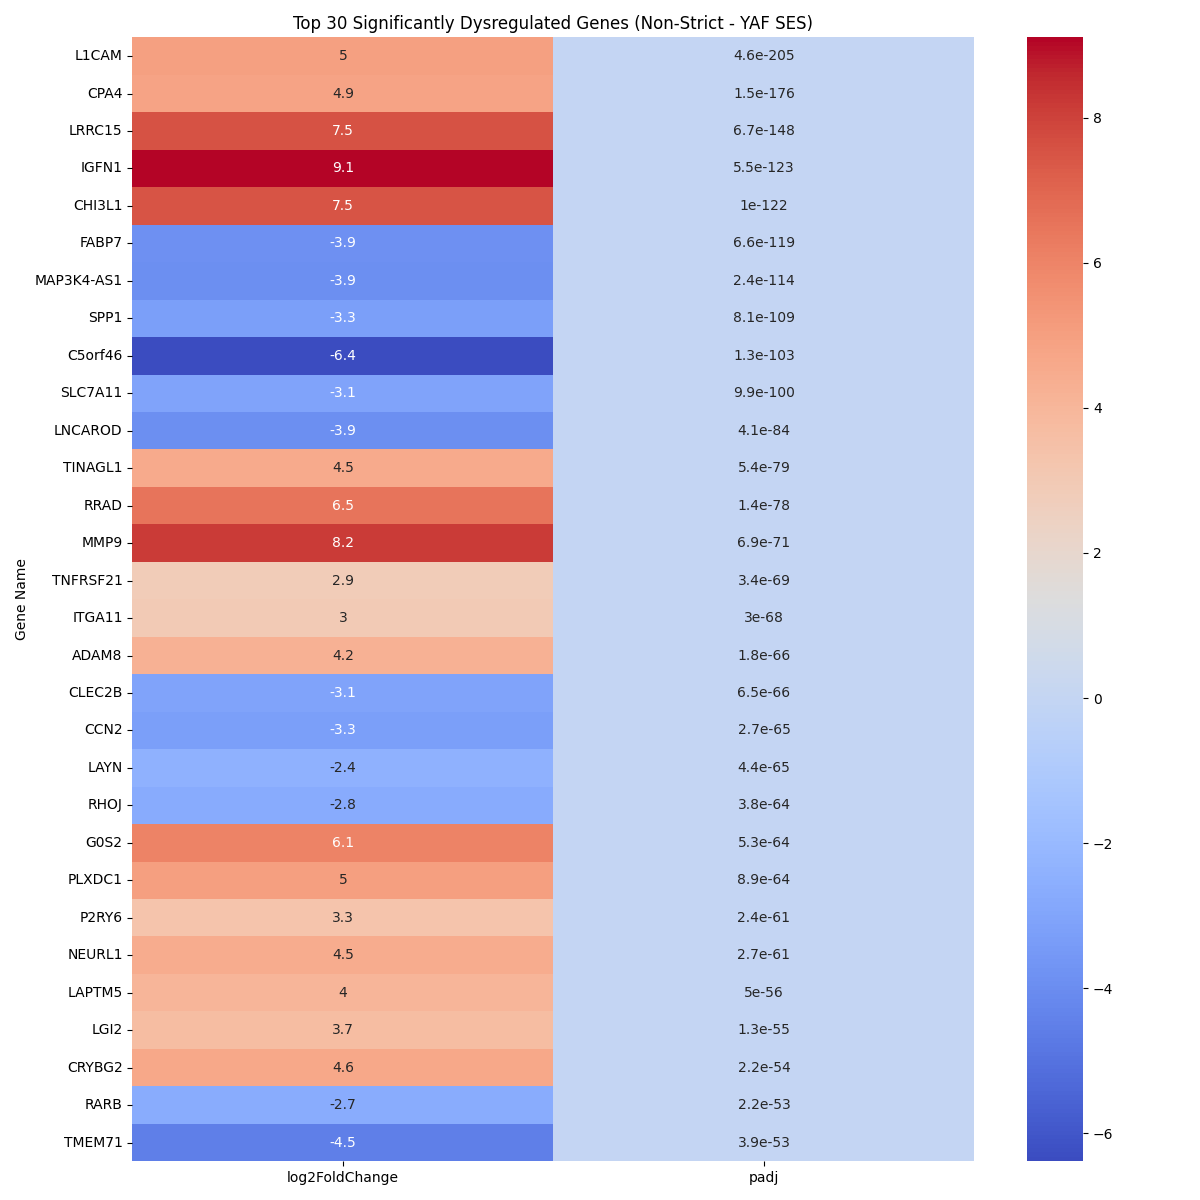 Top 30 Significantly Dysregulated Genes (Non-Strict - YAF SES)
Gene Name
L1CAM 5 4.6e-205
CPA4 4.9 1.5e-176
LRRC15 7.5 6.7e-148
IGFN1 9.1 5.5e-123
CHI3L1 7.5 1e-122
FABP7 -3.9 6.6e-119
MAP3K4-AS1 -3.9 2.4e-114
SPP1 -3.3 8.1e-109
C5orf46 -6.4 1.3e-103
SLC7A11 -3.1 9.9e-100
LNCAROD -3.9 4.1e-84
TINAGL1 4.5 5.4e-79
RRAD 6.5 1.4e-78
MMP9 8.2 6.9e-71
TNFRSF21 2.9 3.4e-69
ITGA11 3 3e-68
ADAM8 4.2 1.8e-66
CLEC2B -3.1 6.5e-66
CCN2 -3.3 2.7e-65
LAYN -2.4 4.4e-65
RHOJ -2.8 3.8e-64
G0S2 6.1 5.3e-64
PLXDC1 5 8.9e-64
P2RY6 3.3 2.4e-61
NEURL1 4.5 2.7e-61
LAPTM5 4 5e-56
LGI2 3.7 1.3e-55
CRYBG2 4.6 2.2e-54
RARB -2.7 2.2e-53
TMEM71 -4.5 3.9e-53
log2FoldChange padj
8
6
4
2
0
−2
−4
−6